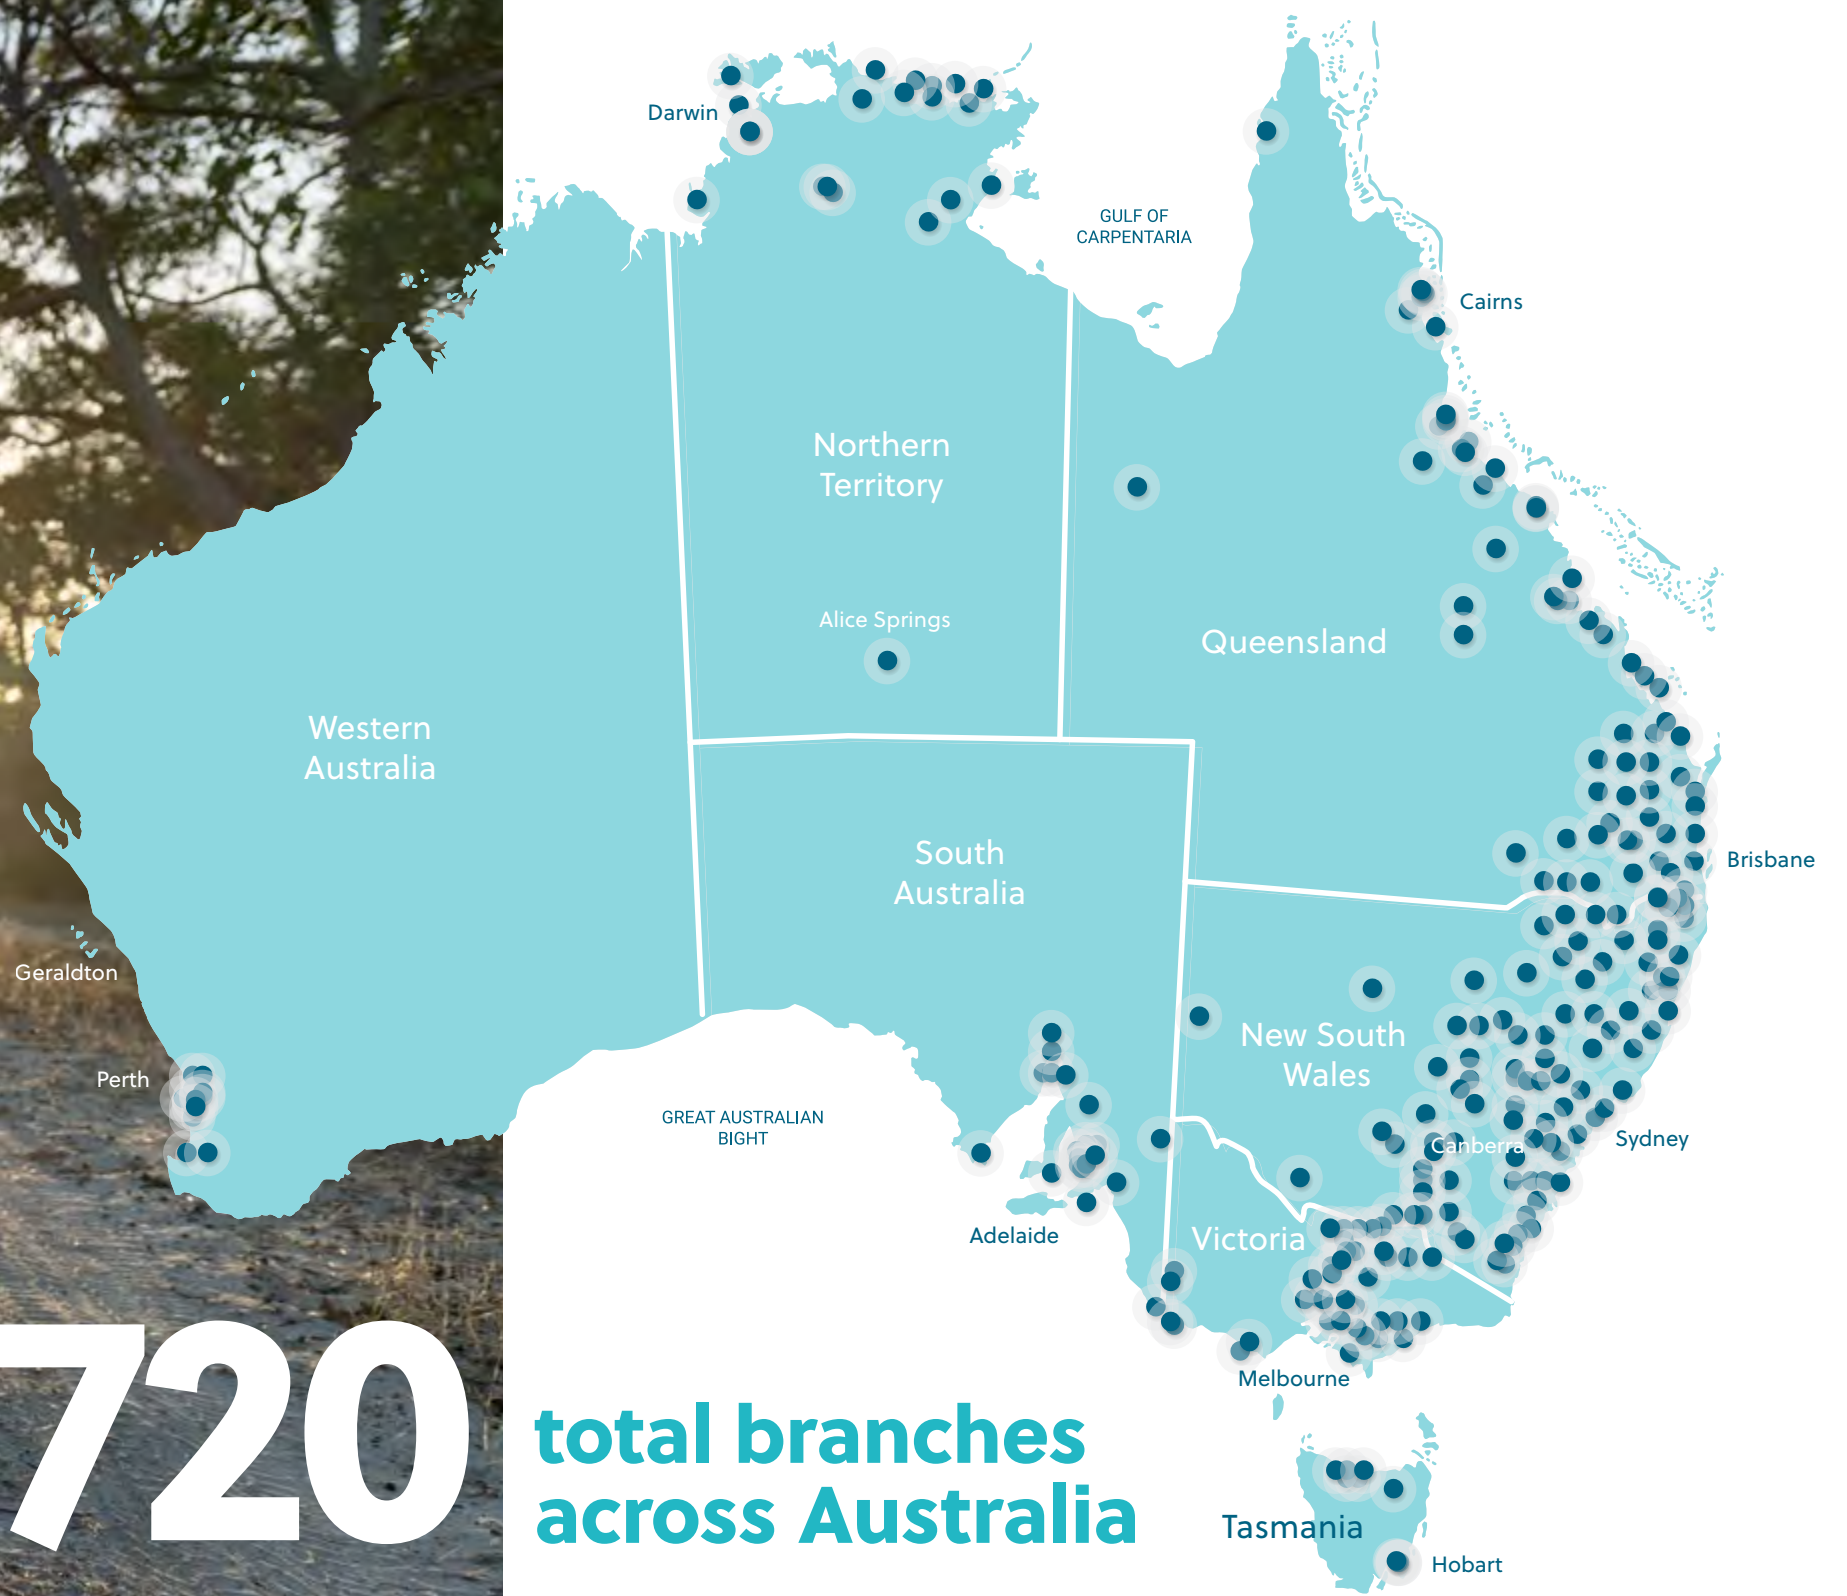 Darwin
GULF OF
CARPENTARIA
Cairns
Northern
Territory
Alice Springs
Queensland
Western
Australia
South
Australia
Brisbane
Geraldton
New South
Wales
Perth
GREAT AUSTRALIAN
BIGHT
Canberra
Sydney
Adelaide
Victoria
Melbourne
720
total branches
across Australia
Tasmania
Hobart